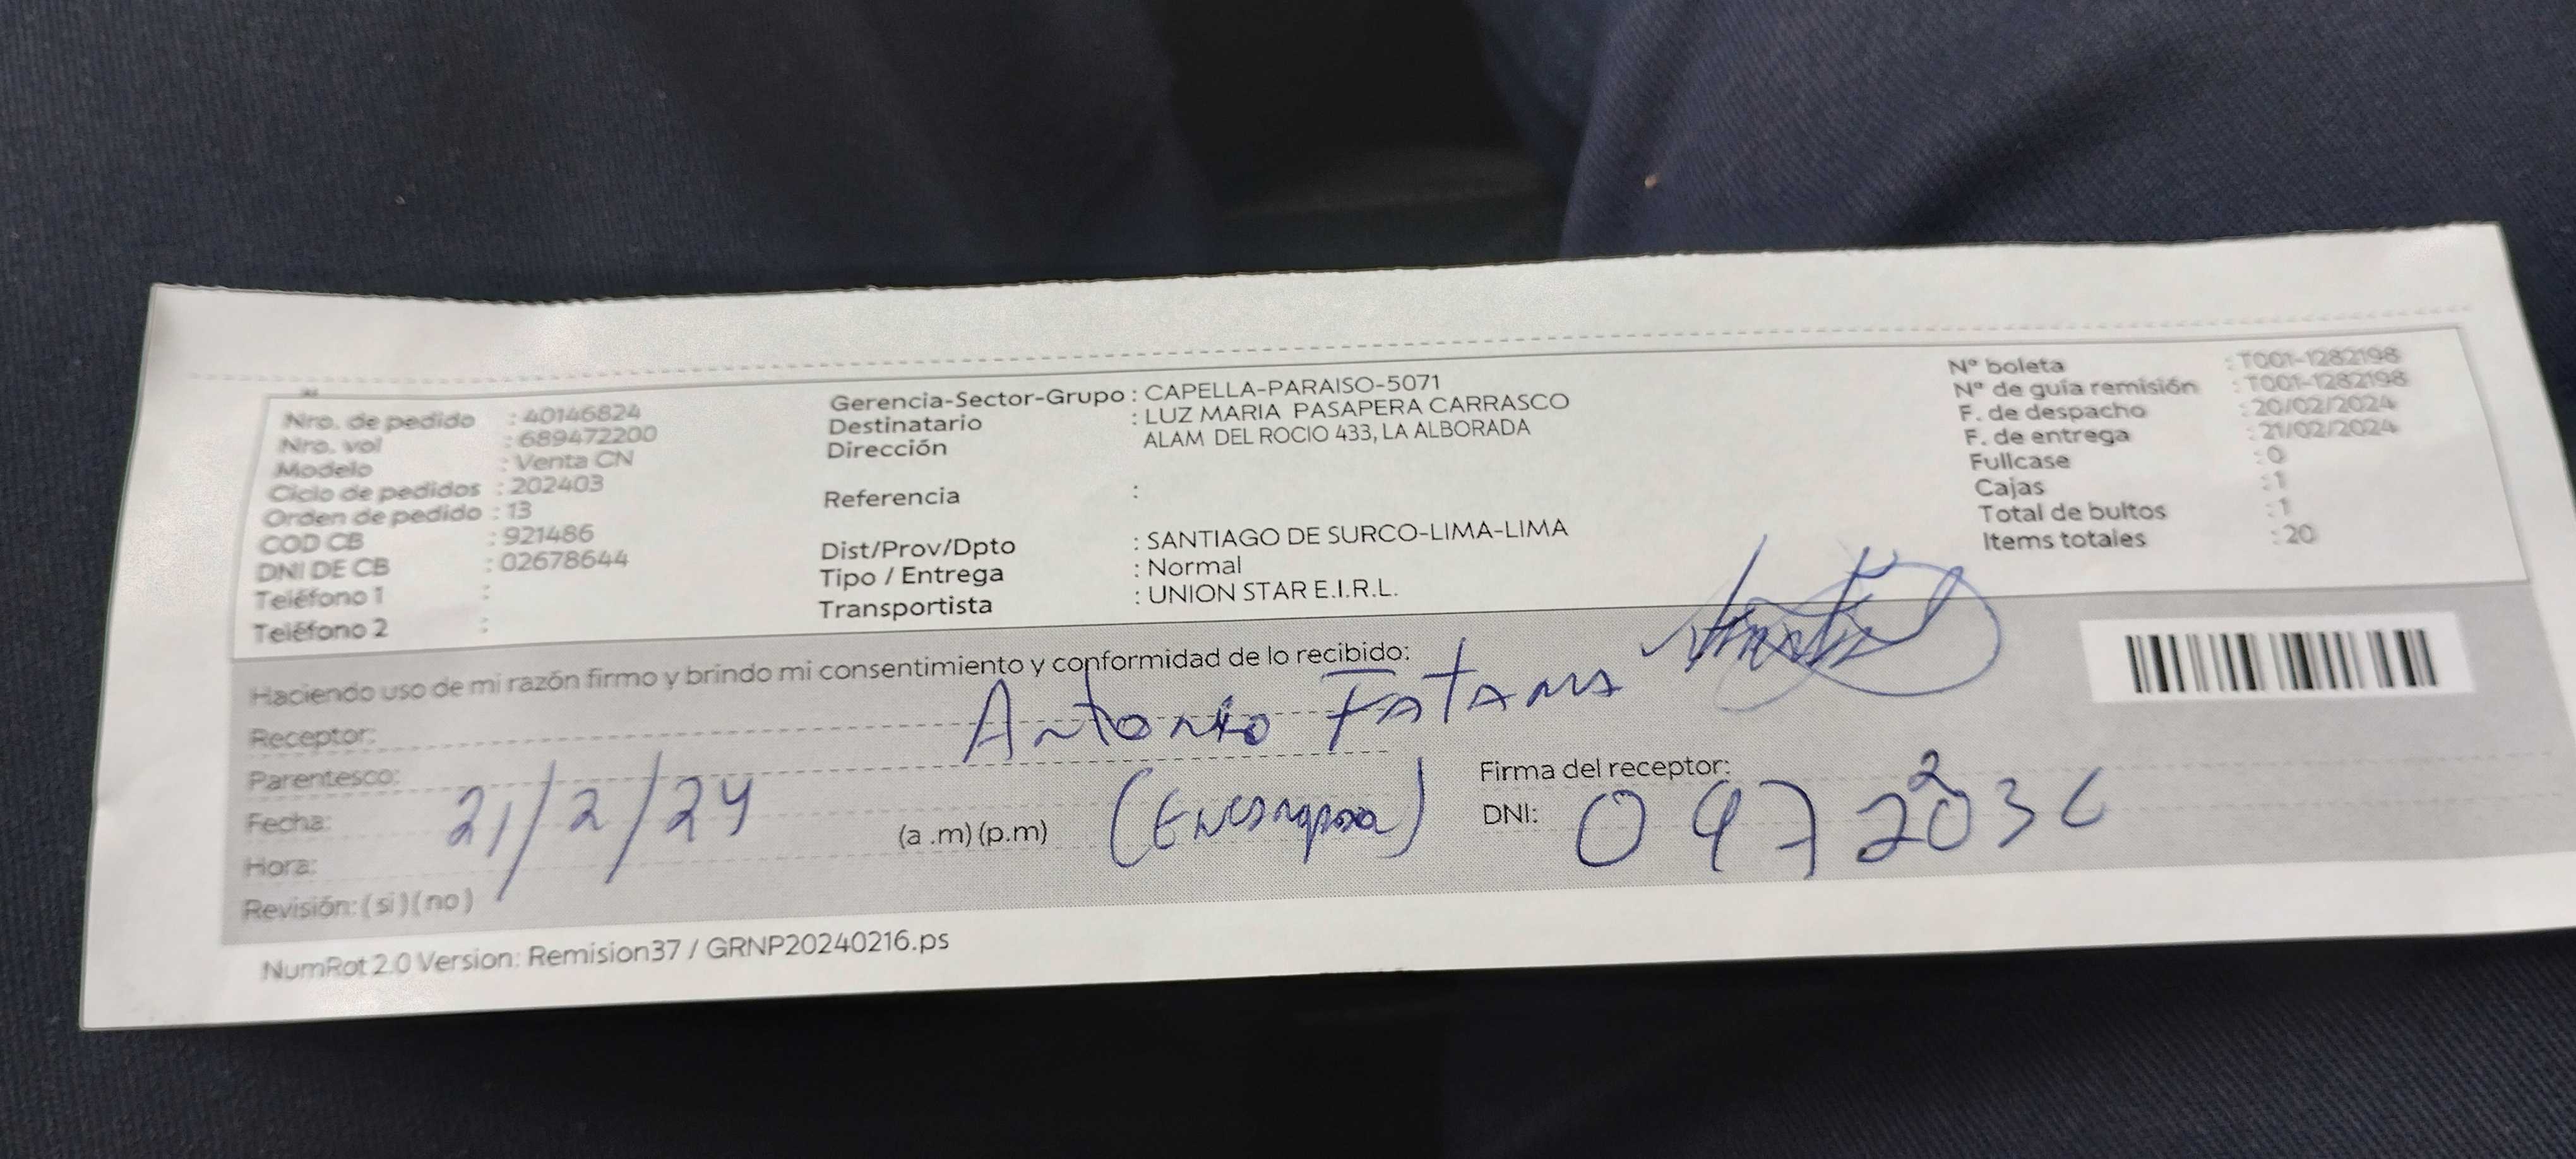 Nro. de pedido : 40146824
Nro. vol : 689472200
Modelo : Venta CN
Ciclo de pedidos : 202403
Orden de pedido : 13
COD CB : 921486
DNI DE CB : 02678644
Teléfono 1 :
Teléfono 2 :
Gerencia-Sector-Grupo : CAPELLA-PARAISO-5071
Destinatario : LUZ MARIA PASAPERA CARRASCO
Dirección ALAM DEL ROCIO 433, LA ALBORADA
Referencia :
Dist/Prov/Dpto : SANTIAGO DE SURCO-LIMA-LIMA
Tipo / Entrega : Normal
Transportista : UNION STAR E.I.R.L.
Nº boleta : T001-1282198
Nº de guía remisión : T001-1282198
F. de despacho : 20/02/2024
F. de entrega : 21/02/2024
Fullcase : 0
Cajas : 1
Total de bultos : 1
Items totales : 20
Haciendo uso de mi razón firmo y brindo mi consentimiento y conformidad de lo recibido:
Receptor: Antonio
Parentesco:
Fecha: 21/2/24
Hora: (a .m) (p.m)
Revisión: ( si ) ( no )
Firma del receptor:
DNI:
NumRot 2.0 Version: Remision37 / GRNP20240216.ps